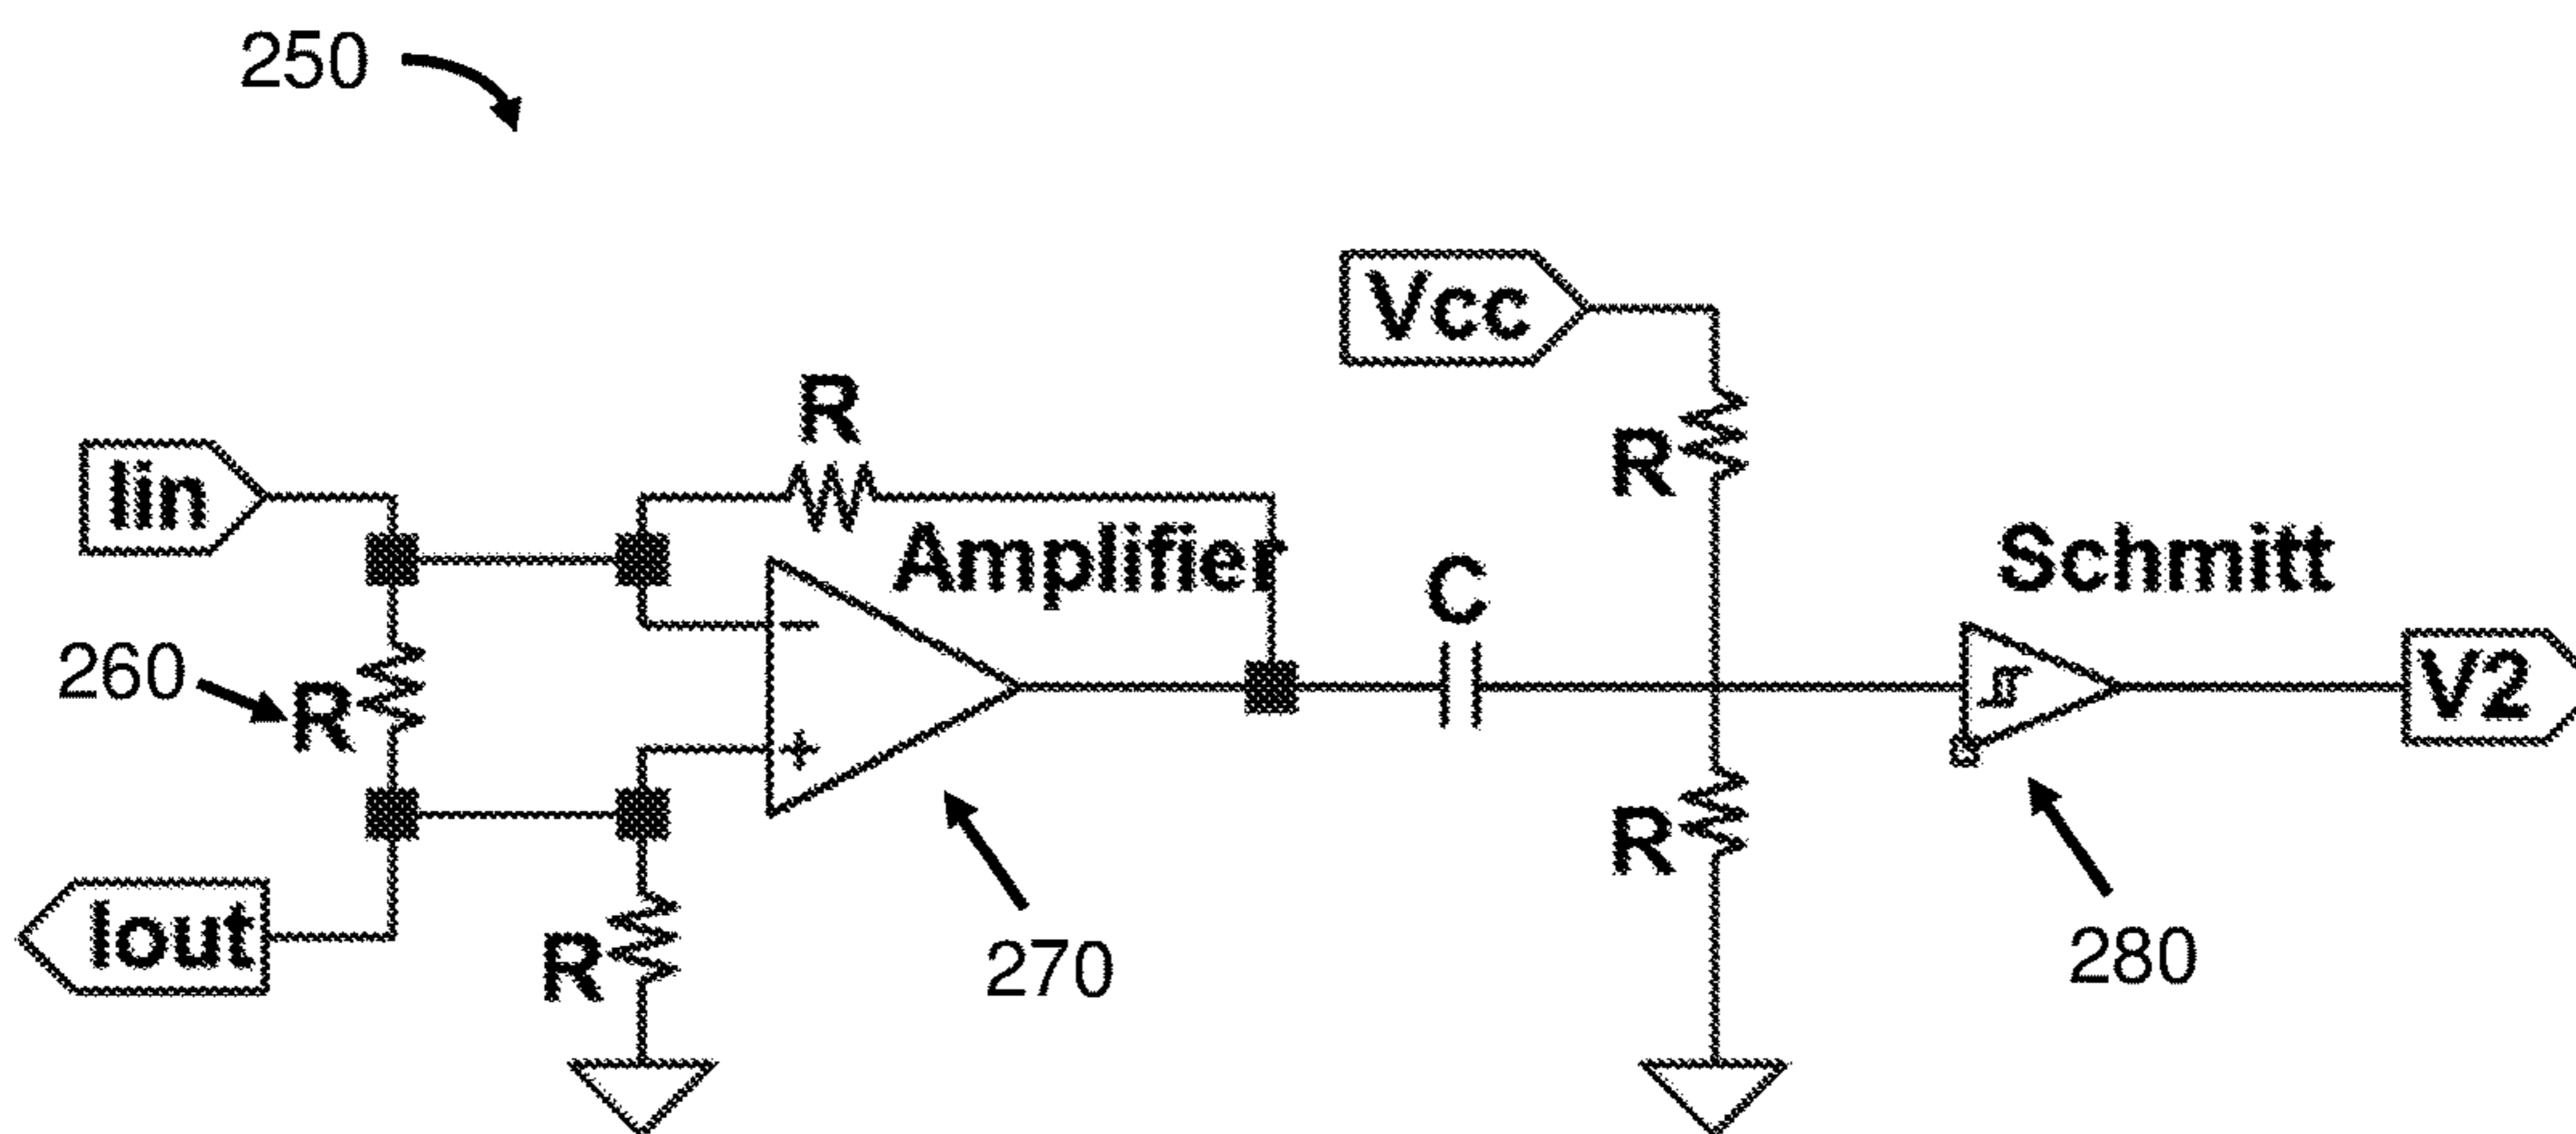 250
Vcc
R
Iin
R
Amplifier
Schmitt
C
260
R
V2
-
+
R
Iout
R
270
280